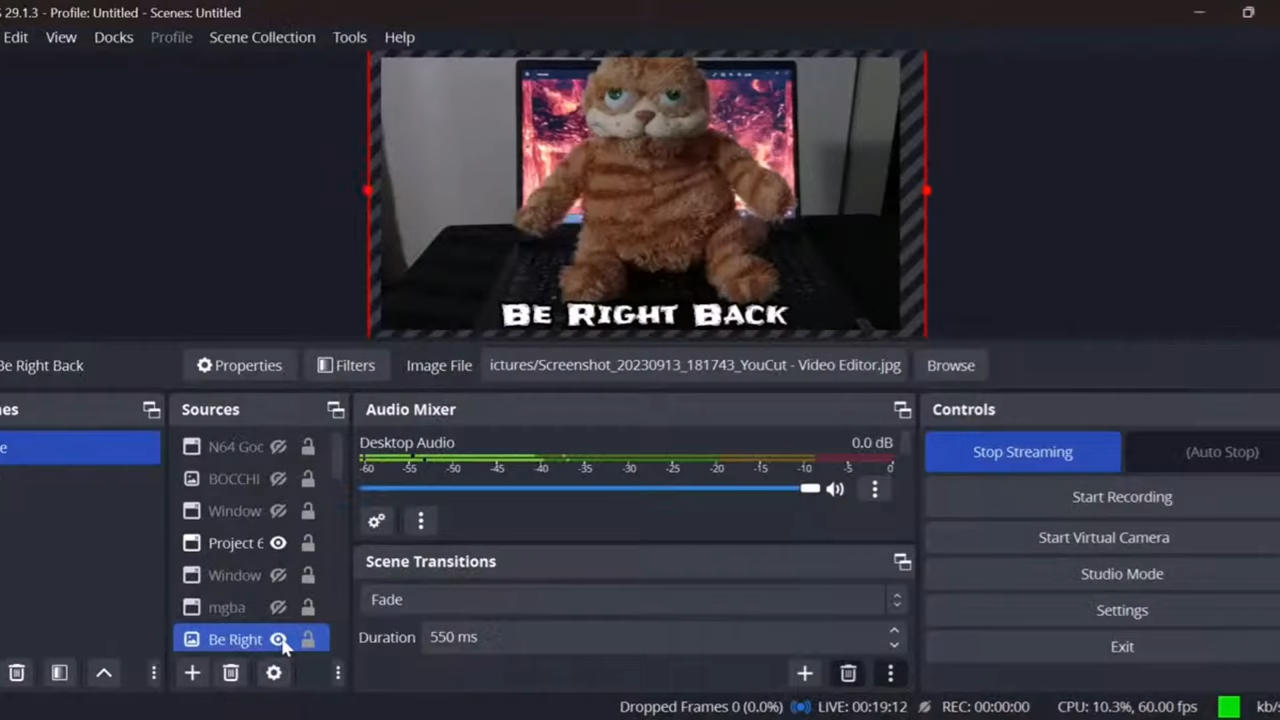 29.1.3 - Profile: Untitled - Scenes: Untitled
Edit View Docks Profile Scene Collection Tools Help
Be Right Back
Be Right Back Properties Filters Image File ictures/Screenshot_20230913_181743_YouCut - Video Editor.jpg Browse
nes Sources Audio Mixer Controls
N64 Goc
BOCCHI
Window
Project 6
Window
mgba
Be Right
Desktop Audio 0.0 dB
-60 -55 -50 -45 -40 -35 -30 -25 -20 -15 -10 -5 0
Scene Transitions
Fade
Duration 550 ms
Stop Streaming (Auto Stop)
Start Recording
Start Virtual Camera
Studio Mode
Settings
Exit
Dropped Frames 0 (0.0%) LIVE: 00:19:12 REC: 00:00:00 CPU: 10.3%, 60.00 fps kb/